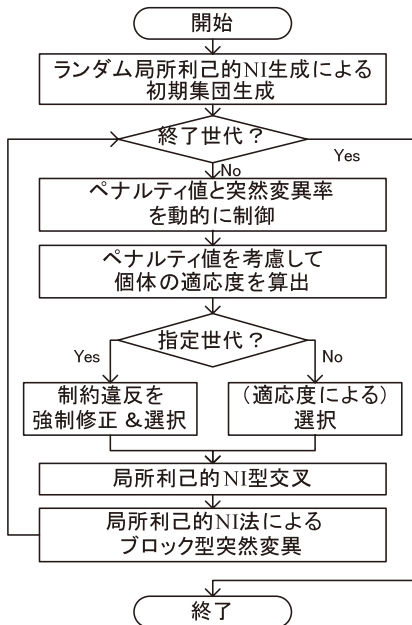 開始
ランダム局所利己的NI生成による
初期集団生成
終了世代？
Yes
No
ペナルティ値と突然変異率
を動的に制御
ペナルティ値を考慮して
個体の適応度を算出
指定世代？
Yes
No
制約違反を
強制修正 &選択
（適応度による）
選択
局所利己的NI型交叉
局所利己的NI法による
ブロック型突然変異
終了